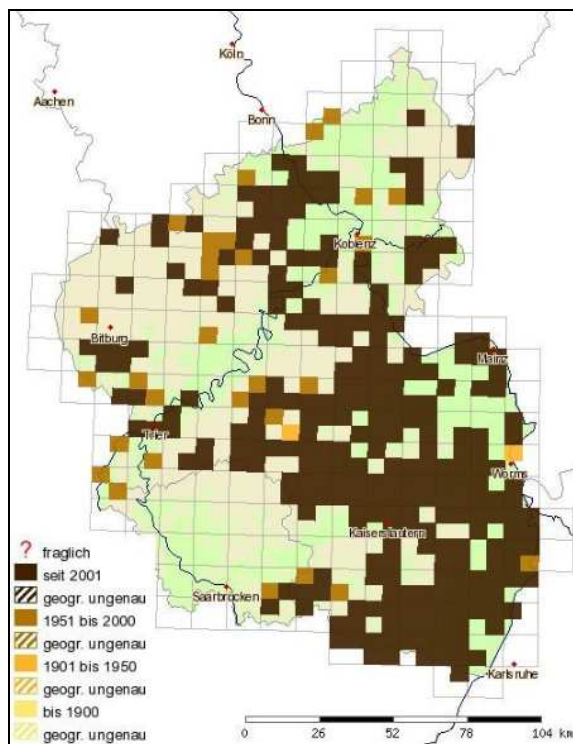 Köln
Aachen
Bonn
Koblenz
Bitburg
Mainz
Trier
Worms
Kaiserslautern
? fraglich
seit 2001
geogr. ungenau
Saarbrücken
1951 bis 2000
geogr. ungenau
1901 bis 1950
geogr. ungenau
Karlsruhe
bis 1900
geogr. ungenau
0 26 52 78 104 km